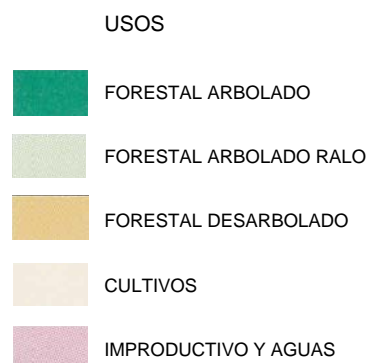 USOS
FORESTAL ARBOLADO
FORESTAL ARBOLADO RALO
FORESTAL DESARBOLADO
CULTIVOS
IMPRODUCTIVO Y AGUAS